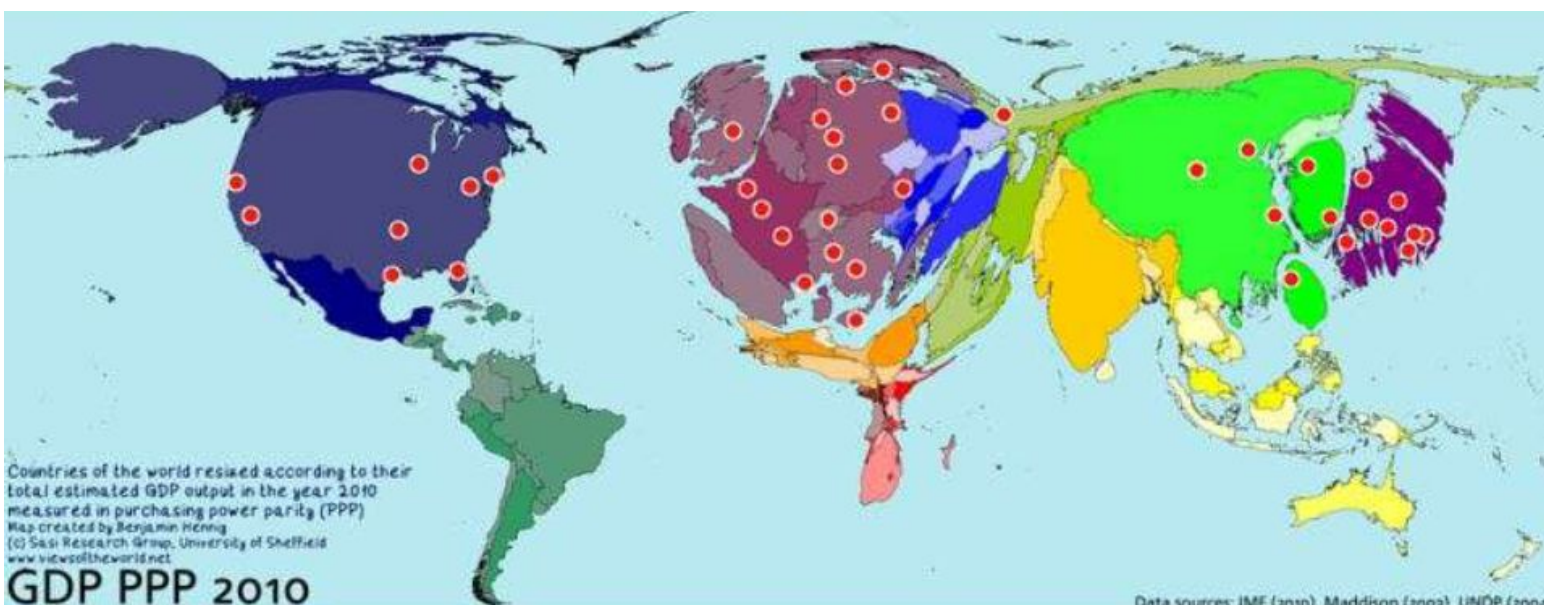 Countries of the world resized according to their
total estimated GDP output in the year 2010
measured in purchasing power parity (PPP)
Map created by Benjamin Hennig
(c) Sasi Research Group, University of Sheffield
www.viewsoftheworld.net
GDP PPP 2010
Data sources: IMF (2010), Maddison (2003), UNDP (2004